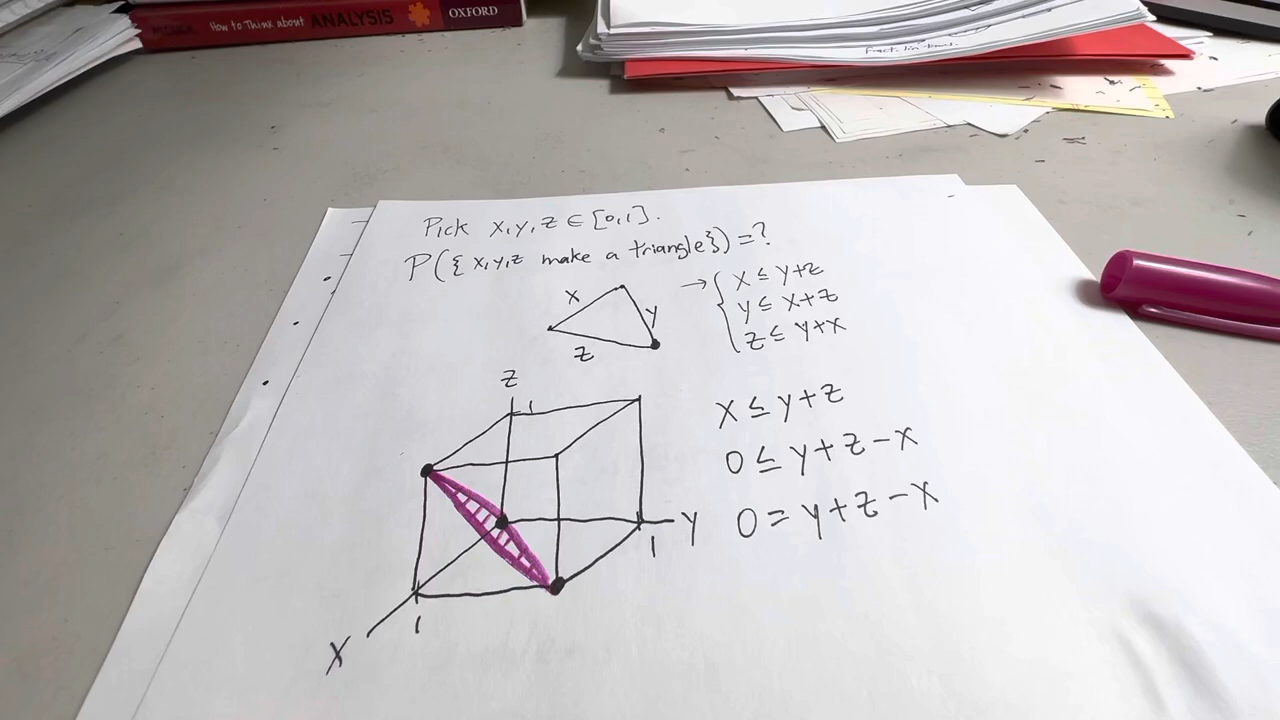 How to Think about ANALYSIS
OXFORD
Pick x,y,z ∈ [0,1].
P({x,y,z make a triangle}) = ?
x
y
z
→ { x ≤ y+z
y ≤ x+z
z ≤ y+x
z
1
y
1
x
1
x ≤ y+z
0 ≤ y+z-x
0 = y+z-x